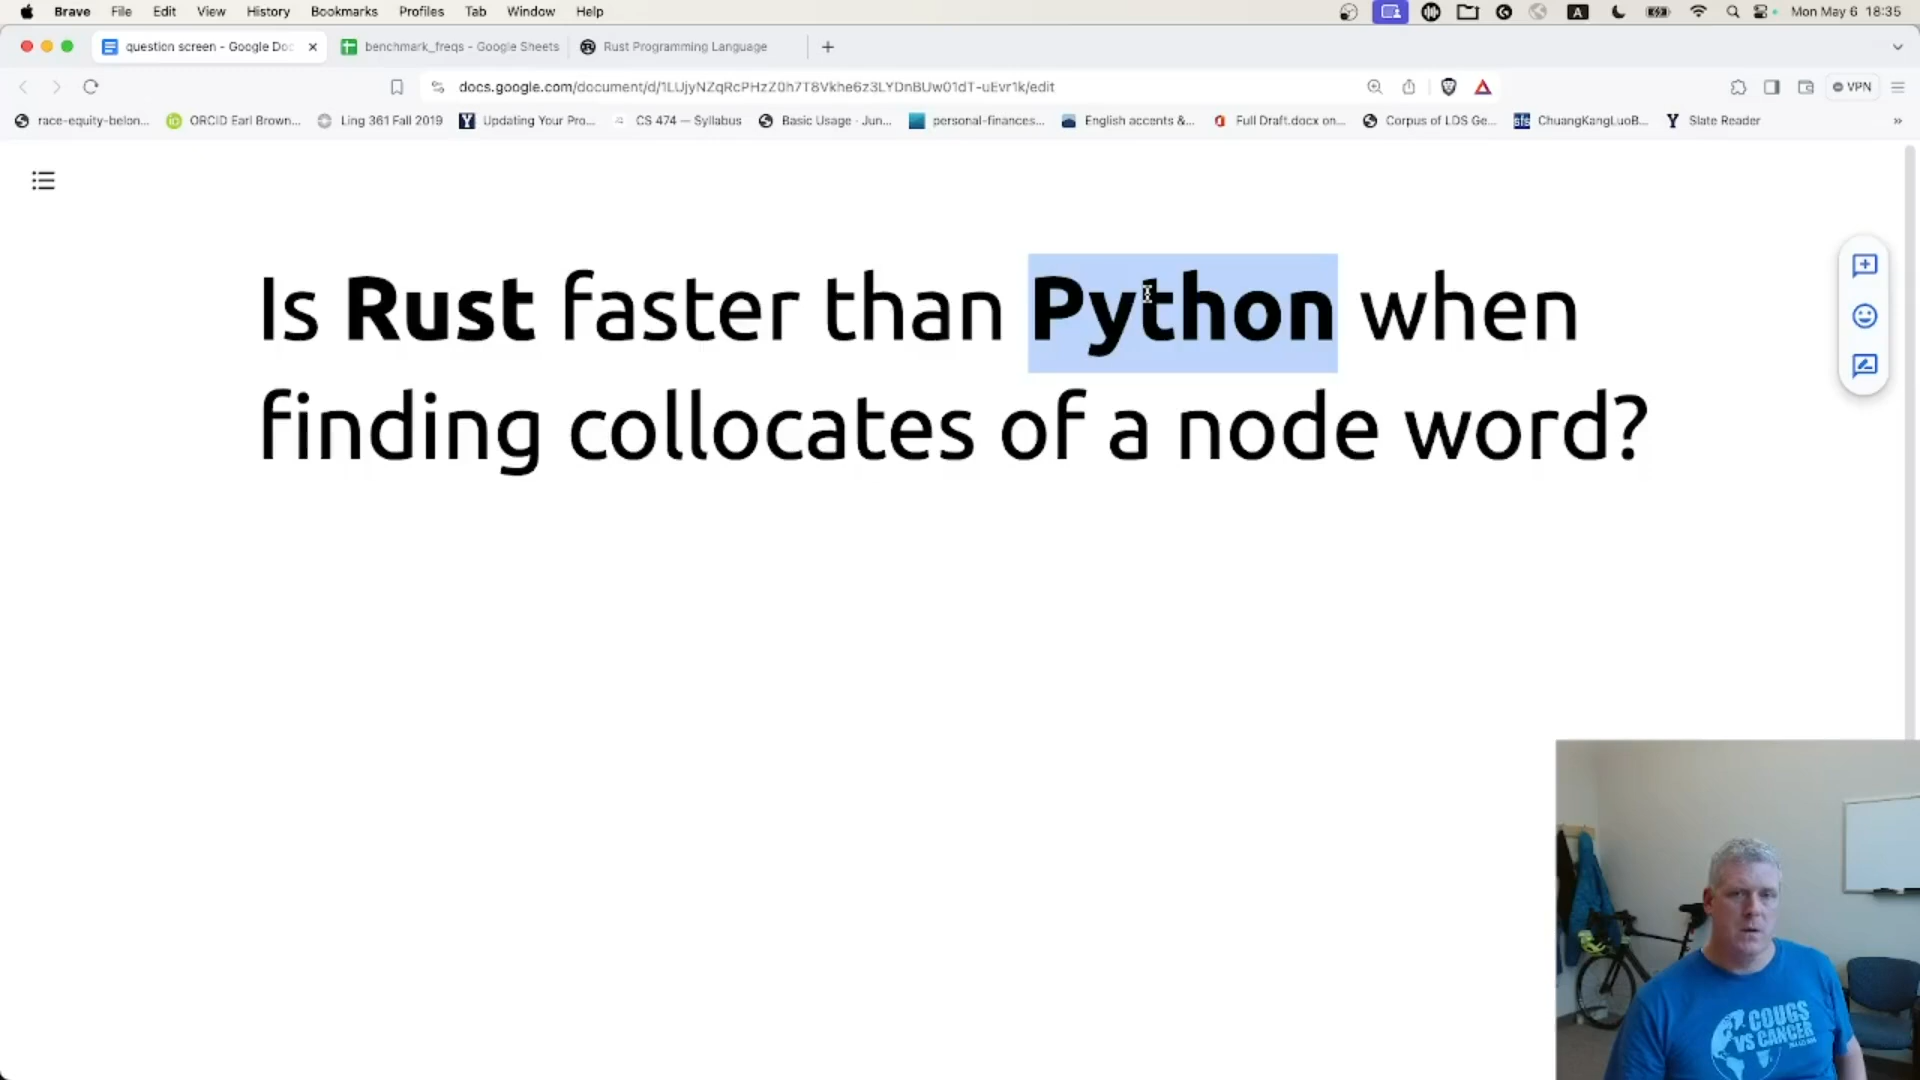 Brave File Edit View History Bookmarks Profiles Tab Window Help
A
Mon May 6 18:35
question screen - Google Doc
benchmark_freqs - Google Sheets
Rust Programming Language
docs.google.com/document/d/1LUjyNZqRcPHzZ0h7T8Vkhe6z3LYDnBUw01dT-uEvr1k/edit
VPN
race-equity-belon...
ORCID Earl Brown...
Ling 361 Fall 2019
Updating Your Pro...
CS 474 — Syllabus
Basic Usage · Jun...
personal-finances...
English accents &...
Full Draft.docx on...
Corpus of LDS Ge...
sfs
ChuangKangLuoB...
Slate Reader
Is Rust faster than Python when
finding collocates of a node word?
COUGS
VS CANCER